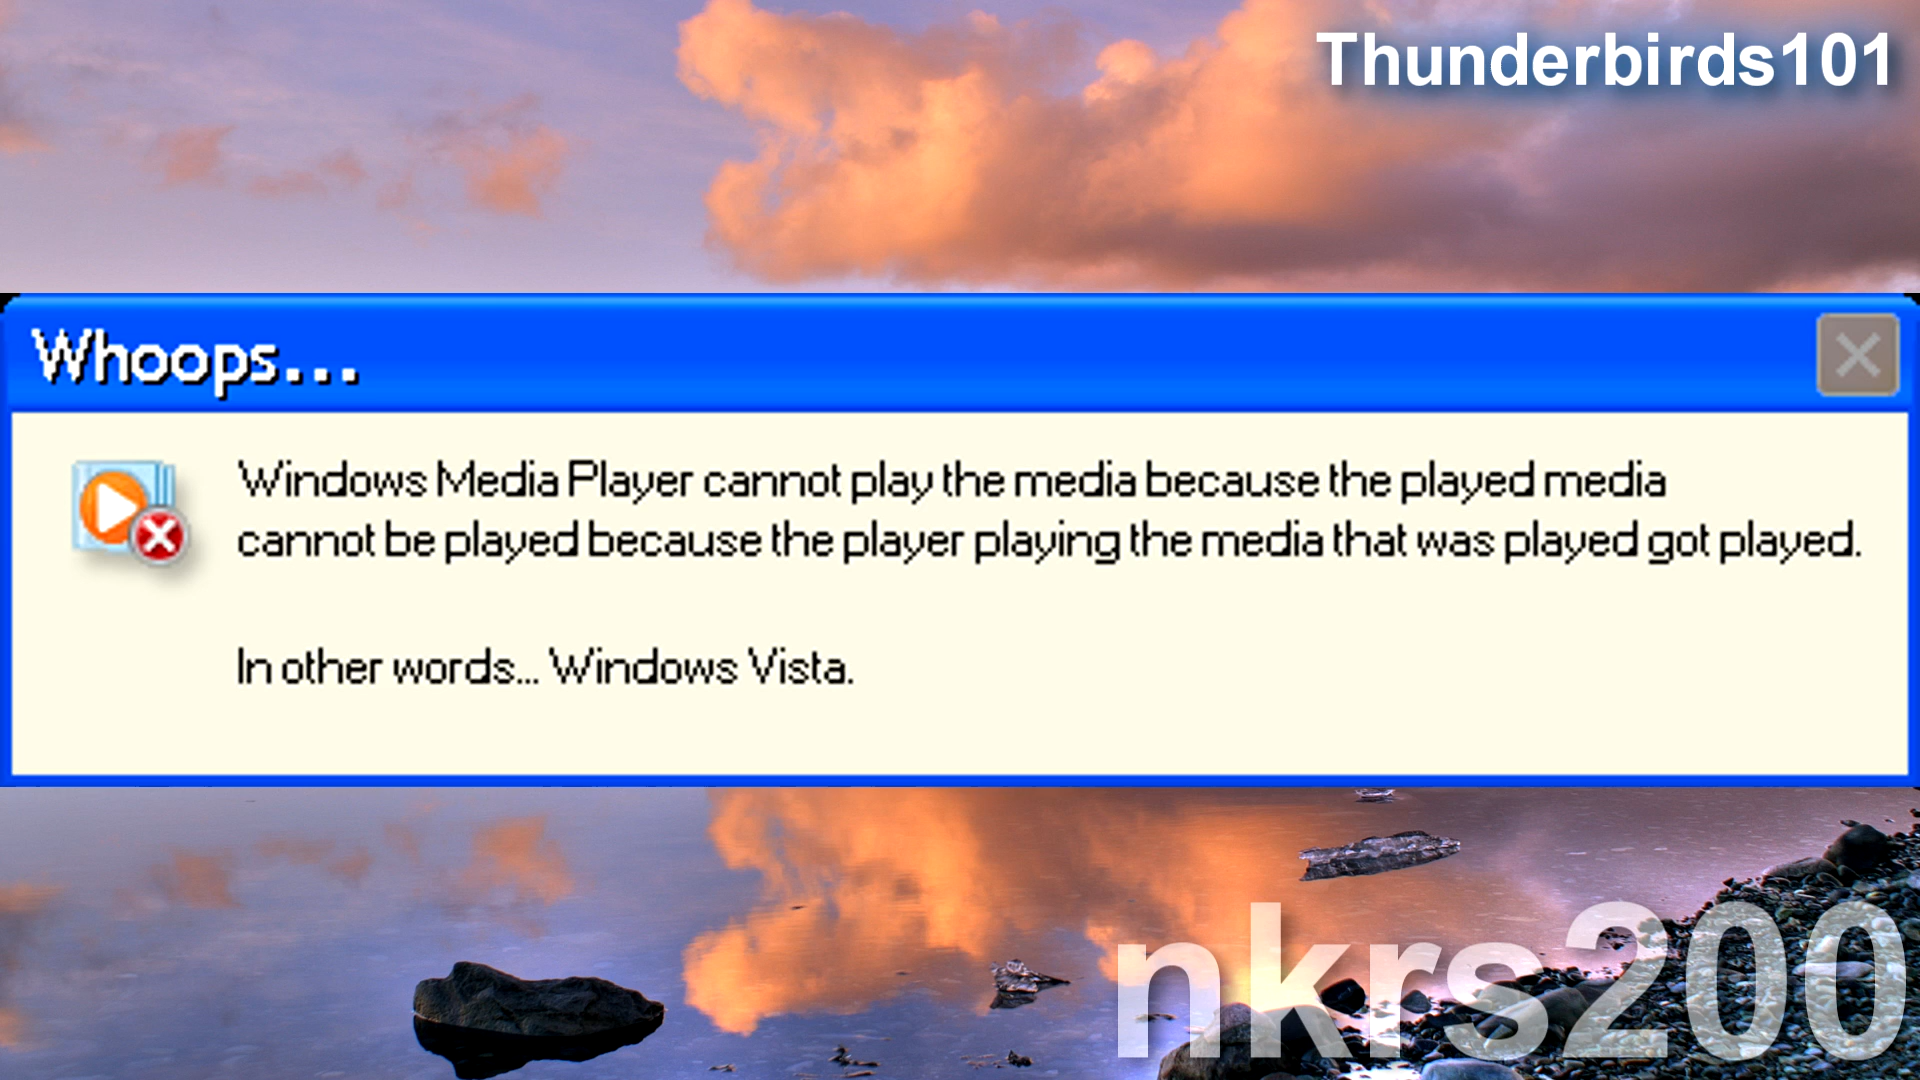 Thunderbirds101
Whoops...
Windows Media Player cannot play the media because the played media
cannot be played because the player playing the media that was played got played.
In other words... Windows Vista.
nkrs200